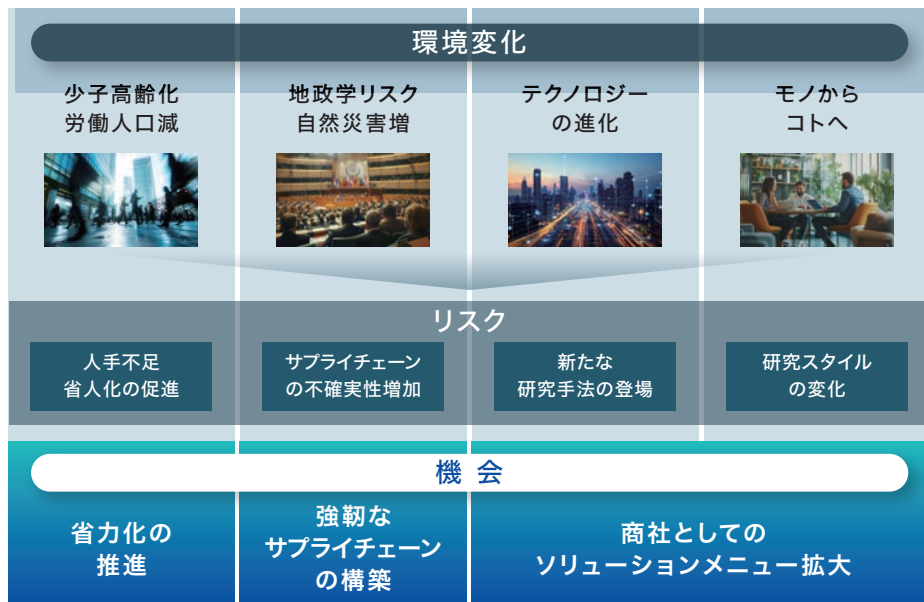 環境変化
少子高齢化
労働人口減
地政学リスク
自然災害増
テクノロジー
の進化
モノから
コトへ
リスク
人手不足
省人化の促進
サプライチェーン
の不確実性増加
新たな
研究手法の登場
研究スタイル
の変化
機会
省力化の
推進
強靭な
サプライチェーン
の構築
商社としての
ソリューションメニュー拡大